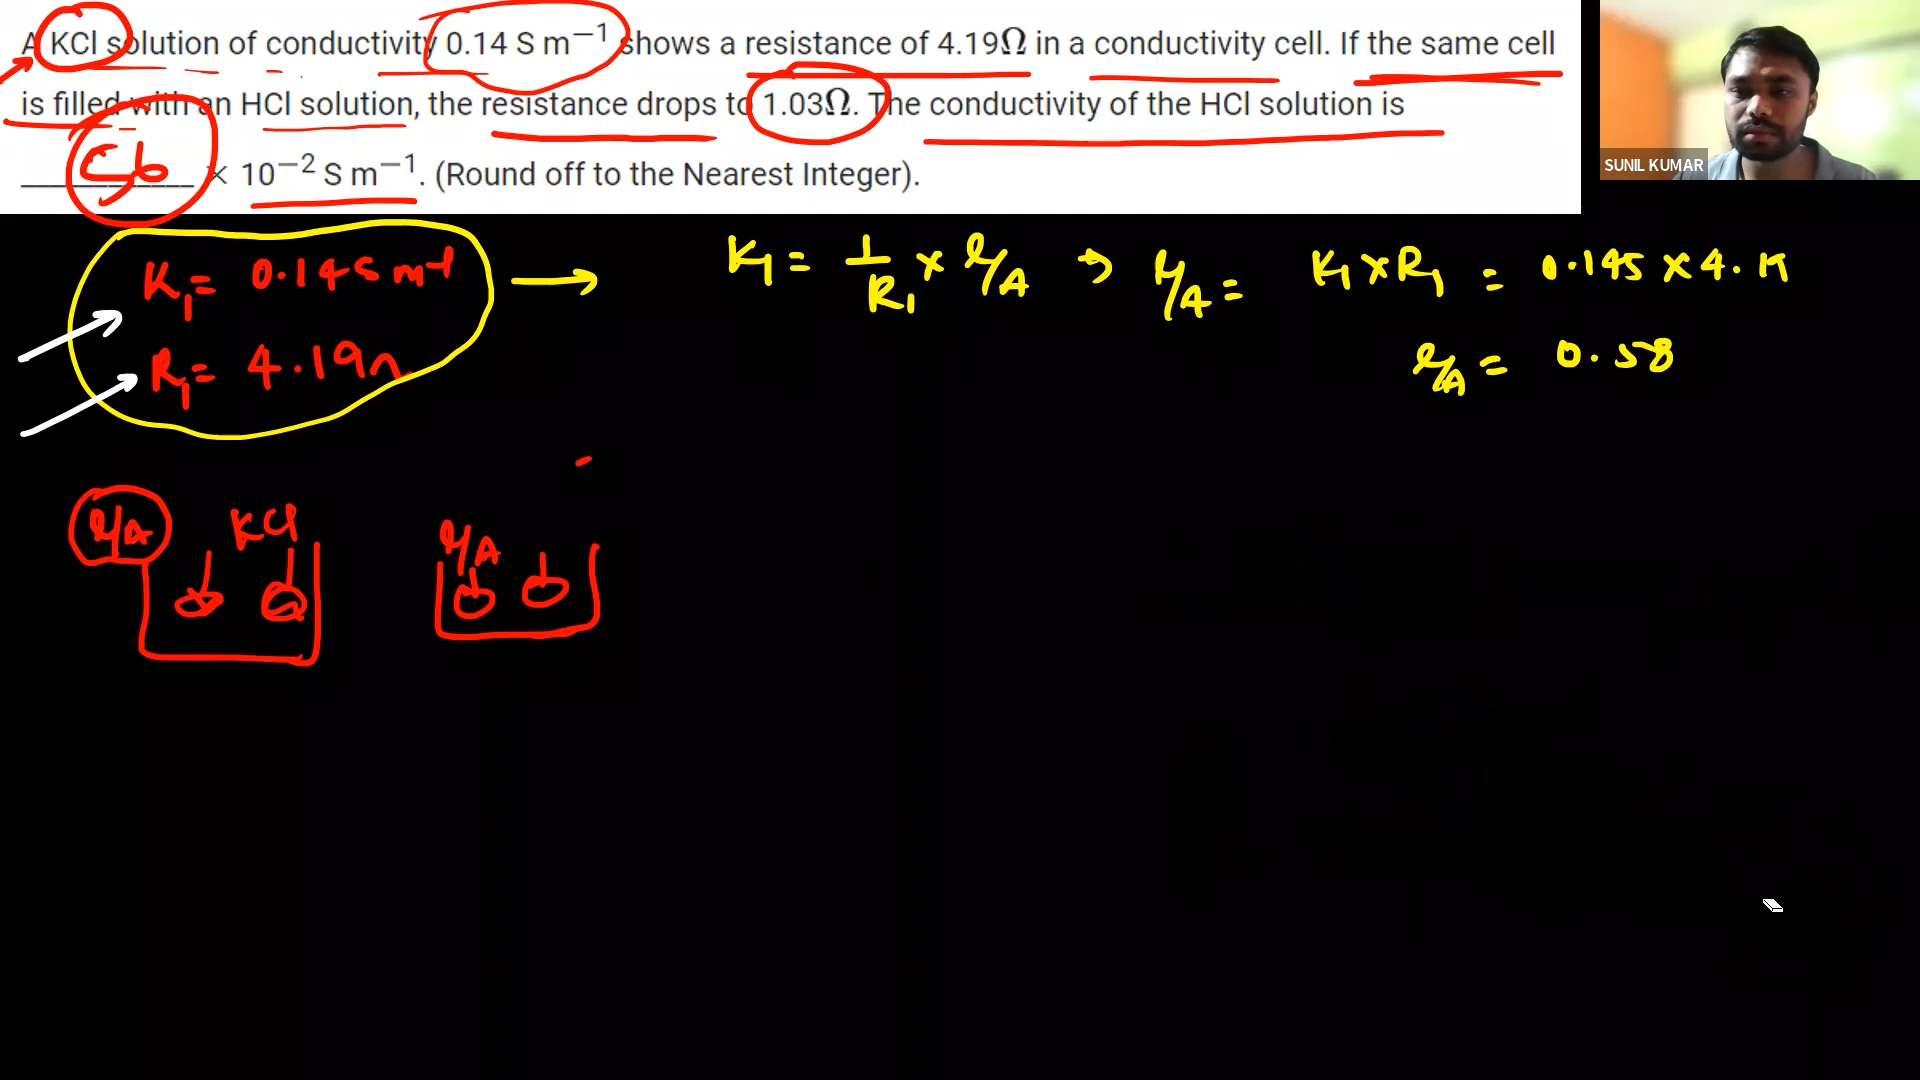 A KCl solution of conductivity 0.14 S m⁻¹ shows a resistance of 4.19Ω in a conductivity cell. If the same cell
is filled with an HCl solution, the resistance drops to 1.03Ω. The conductivity of the HCl solution is
____________ × 10⁻² S m⁻¹. (Round off to the Nearest Integer).
56
SUNIL KUMAR
K₁ = 0.14 S m⁻¹
R₁ = 4.19Ω
K₁ = 1/R₁ × l/A → l/A = K₁ × R₁ = 0.145 × 4.19
l/A = 0.58
l/A KCl
l/A